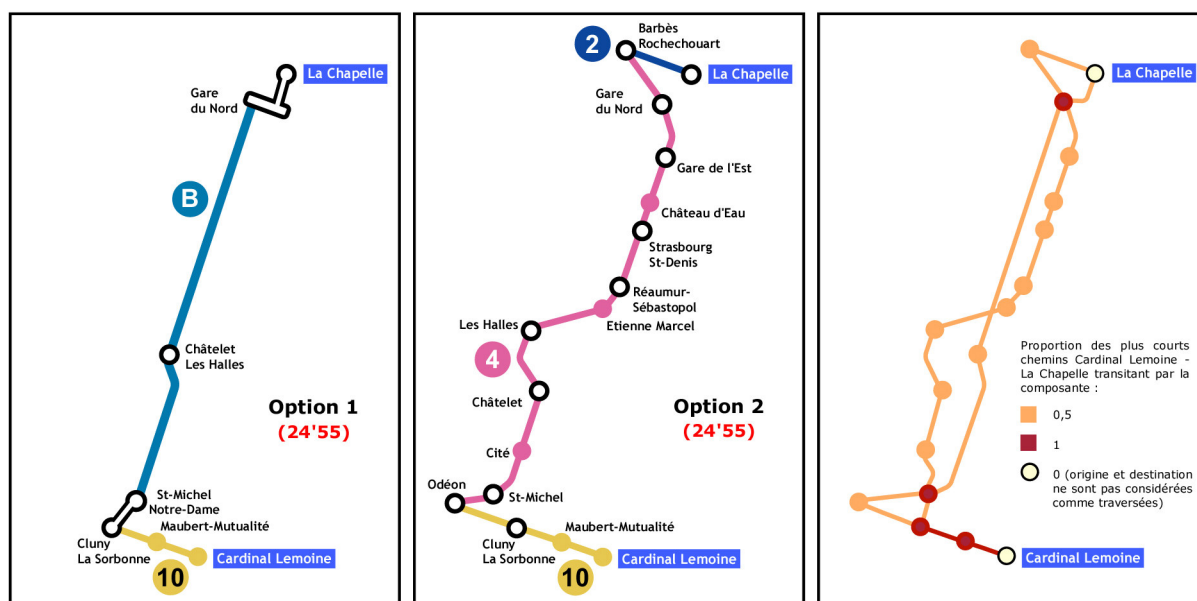 La Chapelle
Gare
du Nord
B
Châtelet
Les Halles
Option 1
(24'55)
St-Michel
Notre-Dame
Maubert-Mutualité
Cluny
La Sorbonne
Cardinal Lemoine
10
Barbès
Rochechouart
2
La Chapelle
Gare
du Nord
Gare de l'Est
Château d'Eau
Strasbourg
St-Denis
Réaumur-
Sébastopol
Etienne Marcel
Les Halles
4
Châtelet
Option 2
(24'55)
Cité
Odéon
St-Michel
Maubert-Mutualité
Cluny
La Sorbonne
Cardinal Lemoine
10
La Chapelle
Proportion des plus courts
chemins Cardinal Lemoine -
La Chapelle transitant par la
composante :
0,5
1
0 (origine et destination
ne sont pas considérées
comme traversées)
Cardinal Lemoine